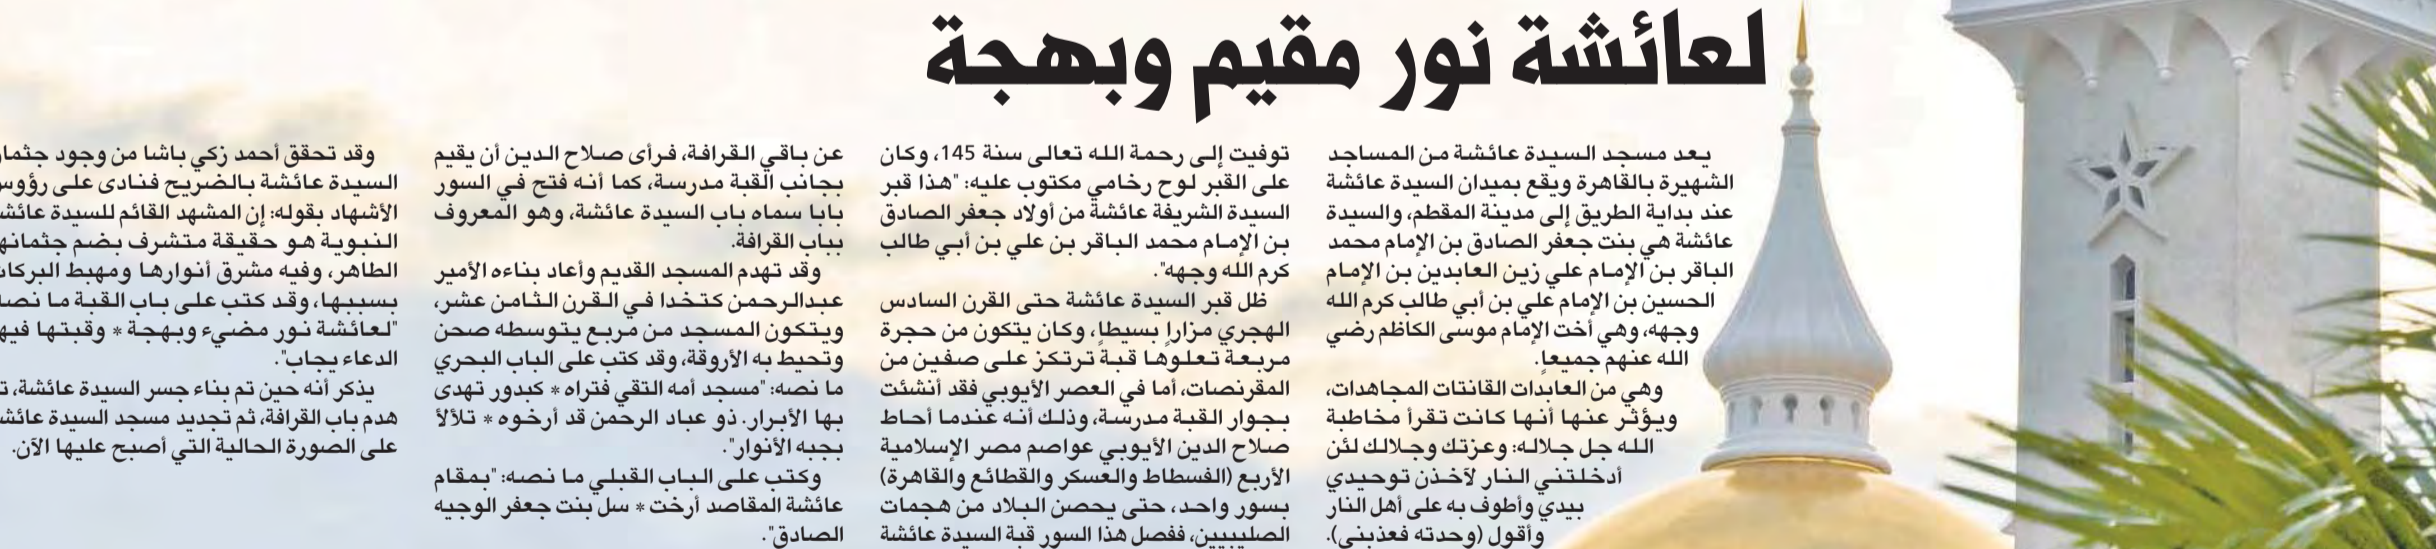 لعائشة نور مقيم وبهجة
يعد مسجد السيدة عائشة من المساجد
الشهيرة بالقاهرة ويقع بميدان السيدة عائشة
عند بداية الطريق إلى مدينة المقطم، والسيدة
عائشة هي بنت جعفر الصادق بن الإمام محمد
الباقر بن الإمام علي زين العابدين بن الإمام
الحسين بن الإمام علي بن أبي طالب كرم الله
وجهه، وهي أخت الإمام موسى الكاظم رضي
الله عنهم جميعاً.
وهي من العابدات القانتات المجاهدات،
ويؤثر عنها أنها كانت تقرأ مخاطبة
الله جل جلاله: وعزتك وجلالك لئن
أدخلتني النار لآخذن توحيدي
بيدي وأطوف به على أهل النار
وأقول (وحدته فعذبني).
توفيت إلى رحمة الله تعالى سنة 145، وكان
على القبر لوح رخامي مكتوب عليه: "هذا قبر
السيدة الشريفة عائشة من أولاد جعفر الصادق
بن الإمام محمد الباقر بن علي بن أبي طالب
كرم الله وجهه".
ظل قبر السيدة عائشة حتى القرن السادس
الهجري مزاراً بسيطاً، وكان يتكون من حجرة
مربعة تعلوها قبة ترتكز على صفين من
المقرنصات، أما في العصر الأيوبي فقد أنشئت
بجوار القبة مدرسة، وذلك أنه عندما أحاط
صلاح الدين الأيوبي عواصم مصر الإسلامية
الأربع (الفسطاط والعسكر والقطائع والقاهرة)
بسور واحد، حتى يحصن البلاد من هجمات
الصليبيين، ففصل هذا السور قبة السيدة عائشة
عن باقي القرافة، فرأى صلاح الدين أن يقيم
بجانب القبة مدرسة، كما أنه فتح في السور
بابا سماه باب السيدة عائشة، وهو المعروف
بباب القرافة.
وقد تهدم المسجد القديم وأعاد بناءه الأمير
عبدالرحمن كتخدا في القرن الثامن عشر،
ويتكون المسجد من مربع يتوسطه صحن
وتحيط به الأروقة، وقد كتب على الباب البحري
ما نصه: "مسجد أمه التقي فتراه * كبدور تهدى
بها الأبرار. ذو عباد الرحمن قد أرخوه * تلألأ
بجبه الأنوار".
وكتب على الباب القبلي ما نصه: "بمقام
عائشة المقاصد أرخت * سل بنت جعفر الوجيه
الصادق".
وقد تحقق أحمد زكي باشا من وجود جثما
السيدة عائشة بالضريح فنادى على رؤوس
الأشهاد بقوله: إن المشهد القائم للسيدة عائش
النبوية هو حقيقة متشرف بضم جثمانه
الطاهر، وفيه مشرق أنوارها ومهبط البركا
بسببها، وقد كتب على باب القبة ما نص
"لعائشة نور مضيء وبهجة * وقبتها فيه
الدعاء يجاب".
يذكر أنه حين تم بناء جسر السيدة عائشة، ت
هدم باب القرافة، ثم تجديد مسجد السيدة عائش
على الصورة الحالية التي أصبح عليها الآن.